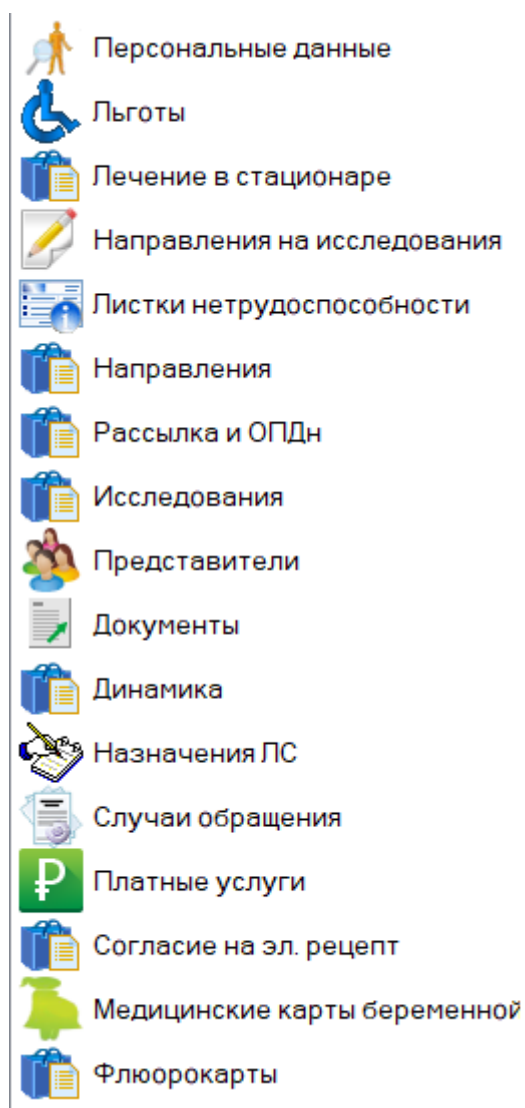 Персональные данные
Льготы
Лечение в стационаре
Направления на исследования
Листки нетрудоспособности
Направления
Рассылка и ОПДн
Исследования
Представители
Документы
Динамика
Назначения ЛС
Случаи обращения
Платные услуги
Согласие на эл. рецепт
Медицинские карты беременной
Флюорокарты